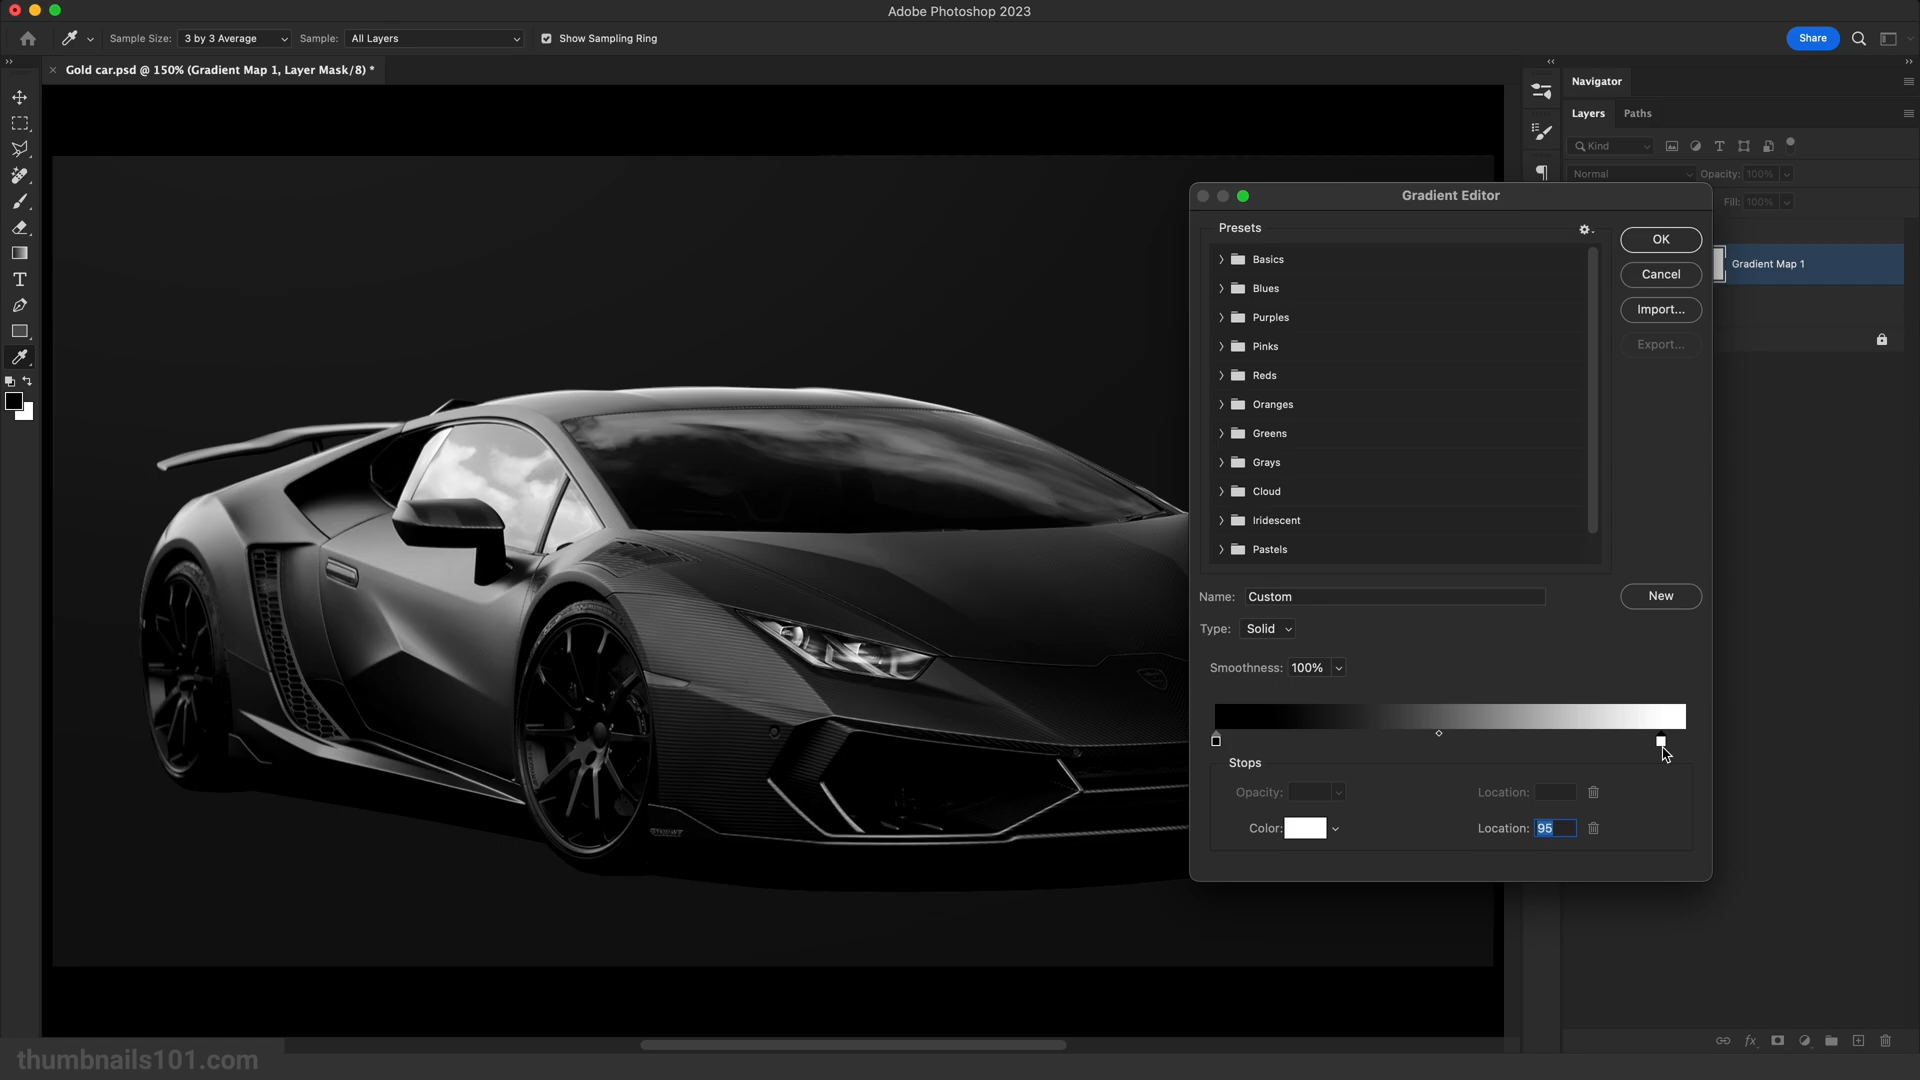 Adobe Photoshop 2023
Sample Size: 3 by 3 Average Sample: All Layers Show Sampling Ring Share
Gold car.psd @ 150% (Gradient Map 1, Layer Mask/8) *
Navigator
Layers Paths
Kind
Normal Opacity: 100%
Fill: 100%
Gradient Map 1
Gradient Editor
Presets
Basics
Blues
Purples
Pinks
Reds
Oranges
Greens
Grays
Cloud
Iridescent
Pastels
OK
Cancel
Import...
Export...
Name: Custom New
Type: Solid
Smoothness: 100%
Stops
Opacity: Location:
Color: Location: 95
fx
thumbnails101.com